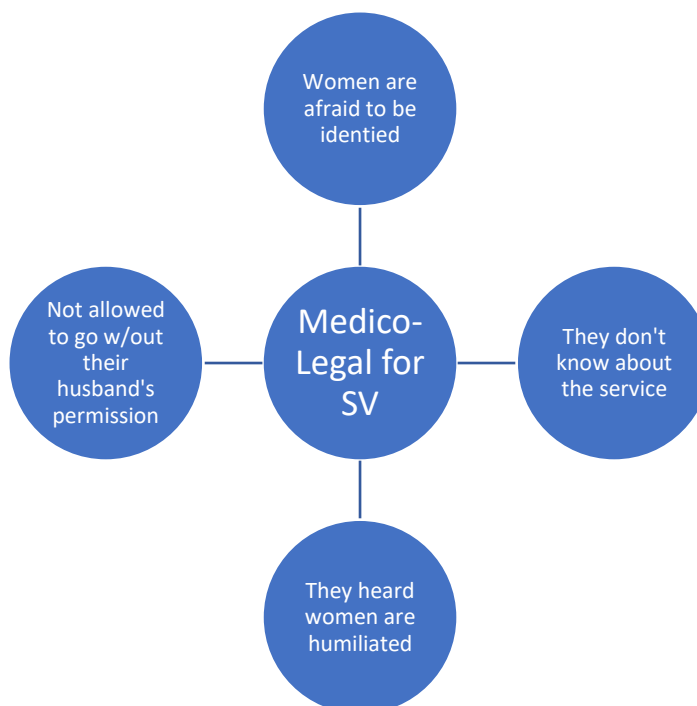 Women are
afraid to be
identied
Not allowed
to go w/out
their
husband's
permission
Medico-
Legal for
SV
They don't
know about
the service
They heard
women are
humiliated